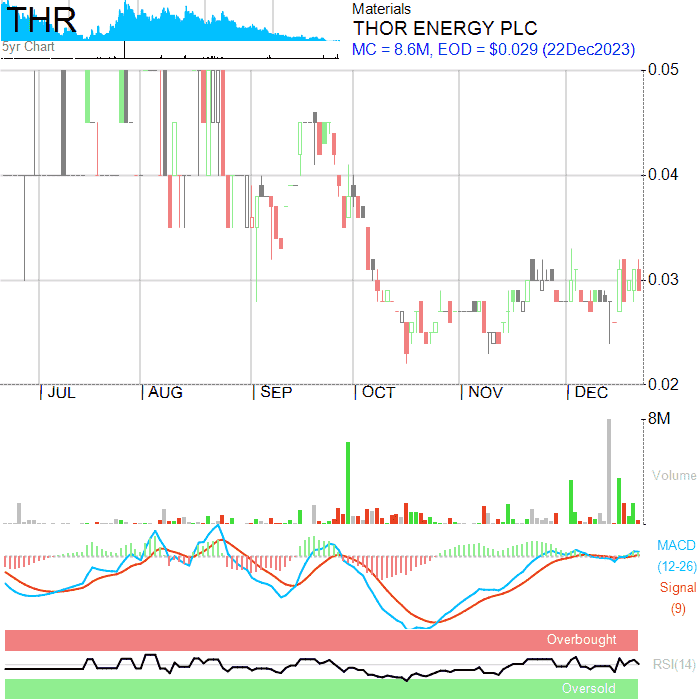 THR
5yr Chart
Materials
THOR ENERGY PLC
MC = 8.6M, EOD = $0.029 (22Dec2023)
0.05
0.04
0.03
0.02
JUL
AUG
SEP
OCT
NOV
DEC
8M
Volume
MACD
(12-26)
Signal
(9)
Overbought
RSI(14)
Oversold